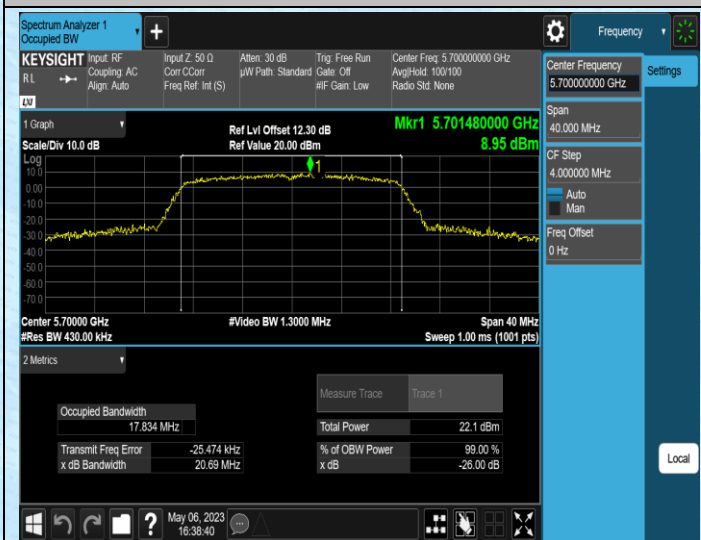 Spectrum Analyzer 1
Occupied BW
Frequency
KEYSIGHT
RL
LXI
Input: RF
Coupling: AC
Align: Auto
Input Z: 50 Ω
Corr CCorr
Freq Ref: Int (S)
Atten: 30 dB
µW Path: Standard
Trig: Free Run
Gate: Off
#IF Gain: Low
Center Freq: 5.700000000 GHz
Avg|Hold: 100/100
Radio Std: None
Center Frequency
5.700000000 GHz
Settings
Span
40.000 MHz
CF Step
4.000000 MHz
Auto
Man
Freq Offset
0 Hz
1 Graph
Scale/Div 10.0 dB
Ref Lvl Offset 12.30 dB
Ref Value 20.00 dBm
Mkr1 5.701480000 GHz
8.95 dBm
Log
10.0
0.00
-10.0
-20.0
-30.0
-40.0
-50.0
-60.0
-70.0
1
Center 5.70000 GHz
#Res BW 430.00 kHz
#Video BW 1.3000 MHz
Span 40 MHz
Sweep 1.00 ms (1001 pts)
2 Metrics
Measure Trace Trace 1
Occupied Bandwidth
17.834 MHz
Total Power 22.1 dBm
Transmit Freq Error -25.474 kHz
% of OBW Power 99.00 %
x dB Bandwidth 20.69 MHz
x dB -26.00 dB
Local
?
May 06, 2023
16:38:40